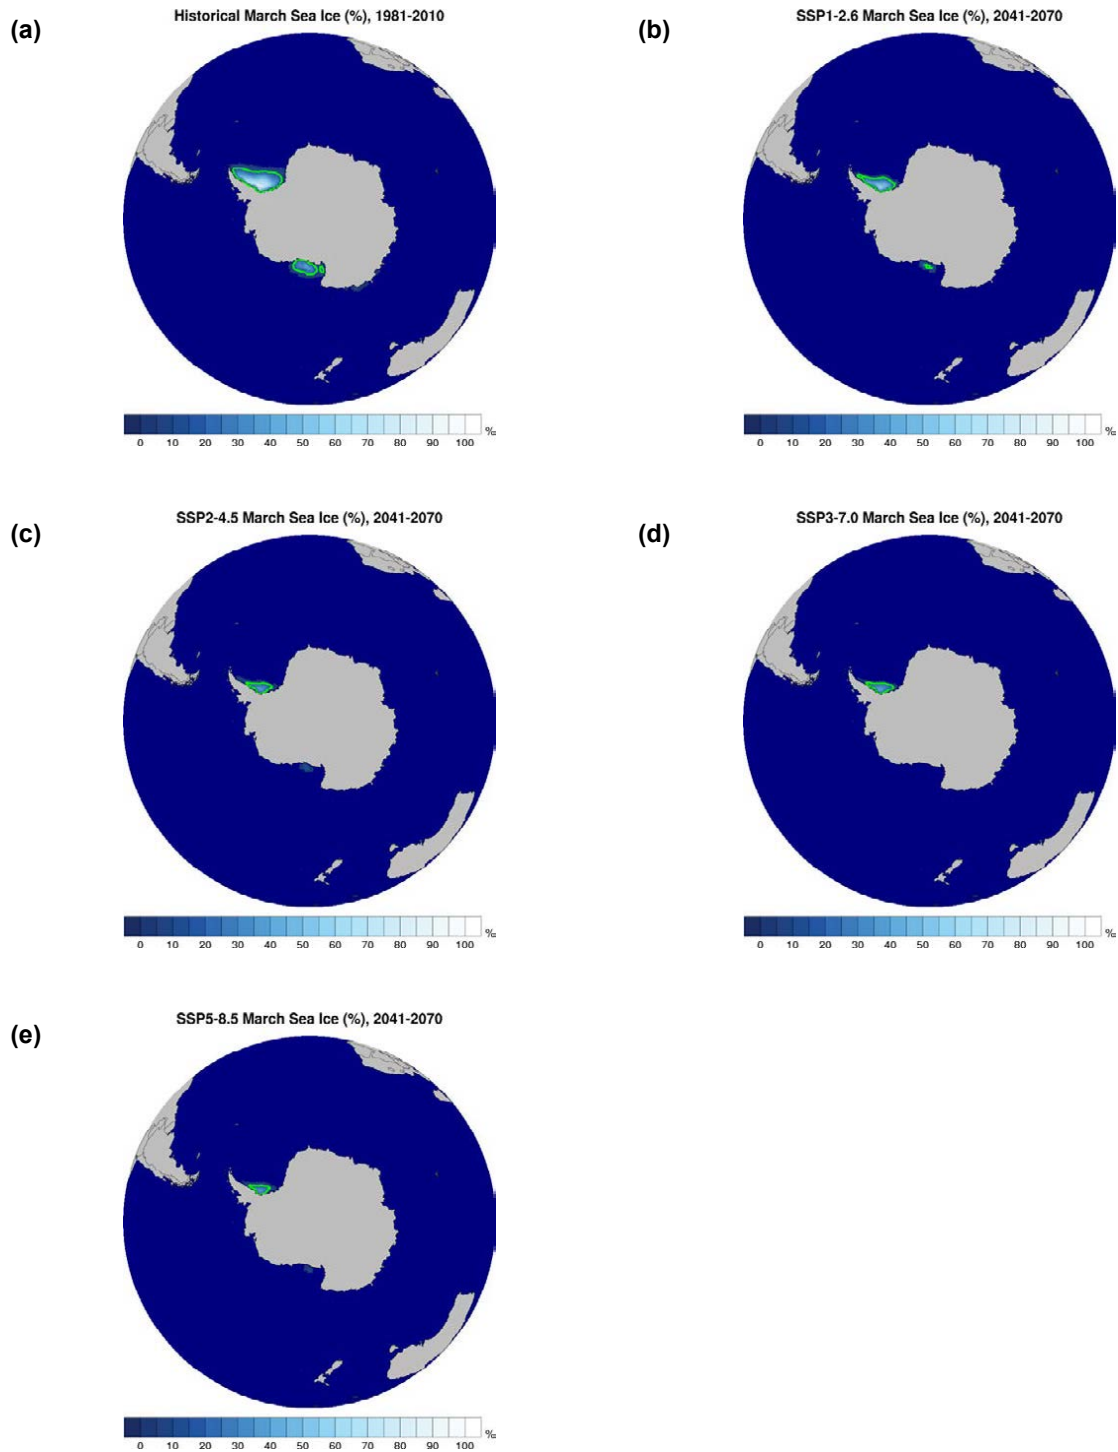 (a)
Historical March Sea Ice (%), 1981-2010
0 10 20 30 40 50 60 70 80 90 100 %
(b)
SSP1-2.6 March Sea Ice (%), 2041-2070
0 10 20 30 40 50 60 70 80 90 100 %
(c)
SSP2-4.5 March Sea Ice (%), 2041-2070
0 10 20 30 40 50 60 70 80 90 100 %
(d)
SSP3-7.0 March Sea Ice (%), 2041-2070
0 10 20 30 40 50 60 70 80 90 100 %
(e)
SSP5-8.5 March Sea Ice (%), 2041-2070
0 10 20 30 40 50 60 70 80 90 100 %